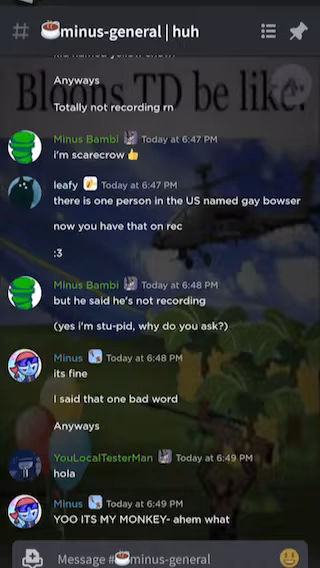 # ☕minus-general | huh
Anyways
Bloons TD be like:
Totally not recording rn
Minus Bambi Today at 6:47 PM
i'm scarecrow 👍
leafy Today at 6:47 PM
there is one person in the US named gay bowser
now you have that on rec
:3
Minus Bambi Today at 6:48 PM
but he said he's not recording
(yes i'm stu-pid, why do you ask?)
Minus Today at 6:48 PM
its fine
I said that one bad word
Anyways
YouLocalTesterMan Today at 6:49 PM
hola
Minus Today at 6:49 PM
YOO ITS MY MONKEY- ahem what
Message #☕minus-general